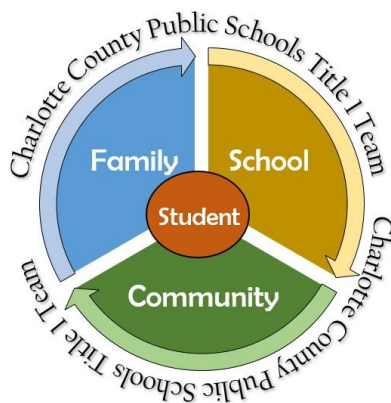 Charlotte County Public Schools Title I Team
Charlotte County Public Schools Title I Team
Family
School
Student
Community